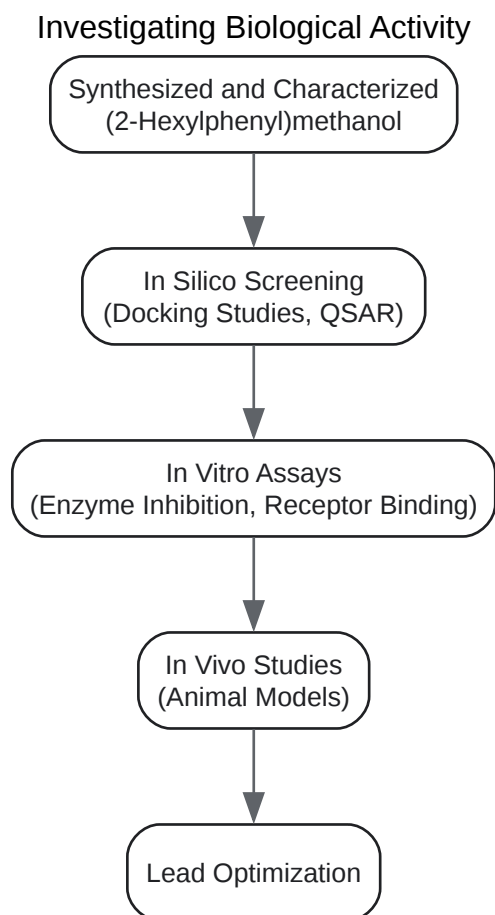 Investigating Biological Activity
Synthesized and Characterized
(2-Hexylphenyl)methanol
In Silico Screening
(Docking Studies, QSAR)
In Vitro Assays
(Enzyme Inhibition, Receptor Binding)
In Vivo Studies
(Animal Models)
Lead Optimization